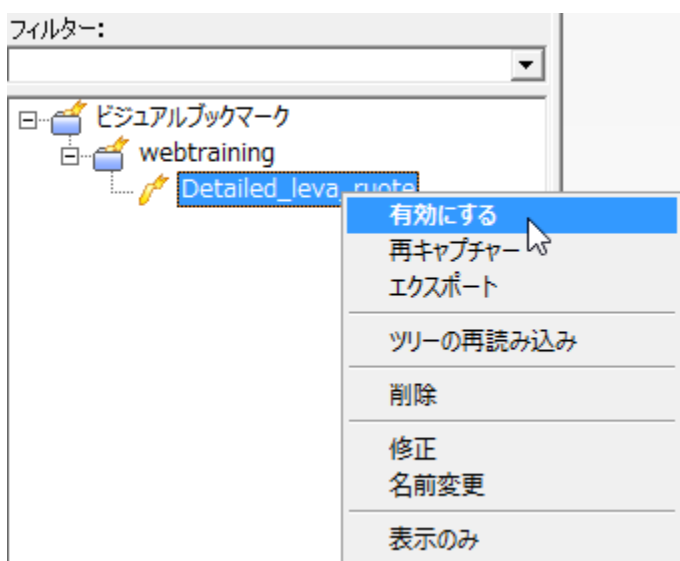 フィルター:
ビジュアルブックマーク
webtraining
Detailed_leva_ruote
有効にする
再キャプチャー
エクスポート
ツリーの再読み込み
削除
修正
名前変更
表示のみ